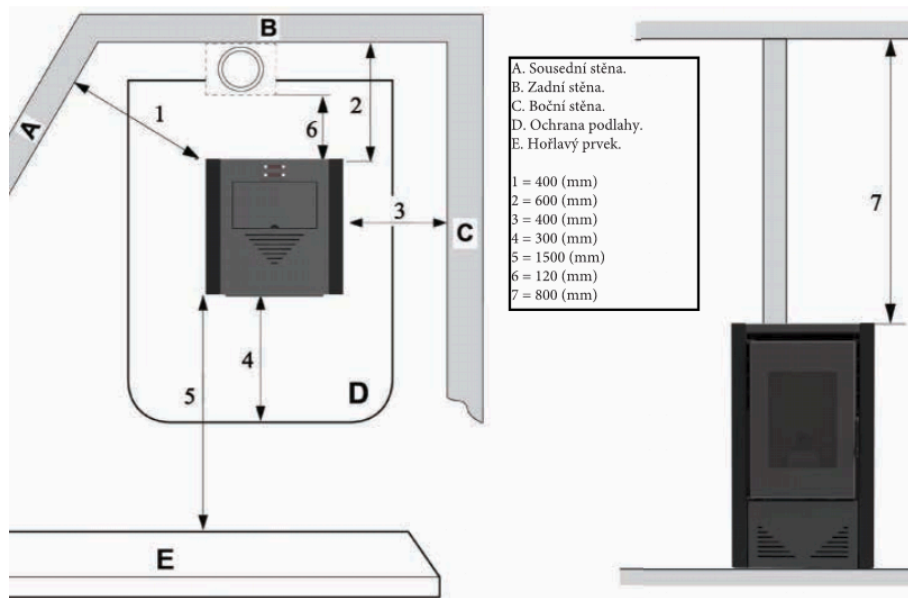 B
A
1
2
6
3
C
4
5
D
E
A. Sousední stěna.
B. Zadní stěna.
C. Boční stěna.
D. Ochrana podlahy.
E. Hořlavý prvek.
1 = 400 (mm)
2 = 600 (mm)
3 = 400 (mm)
4 = 300 (mm)
5 = 1500 (mm)
6 = 120 (mm)
7 = 800 (mm)
7